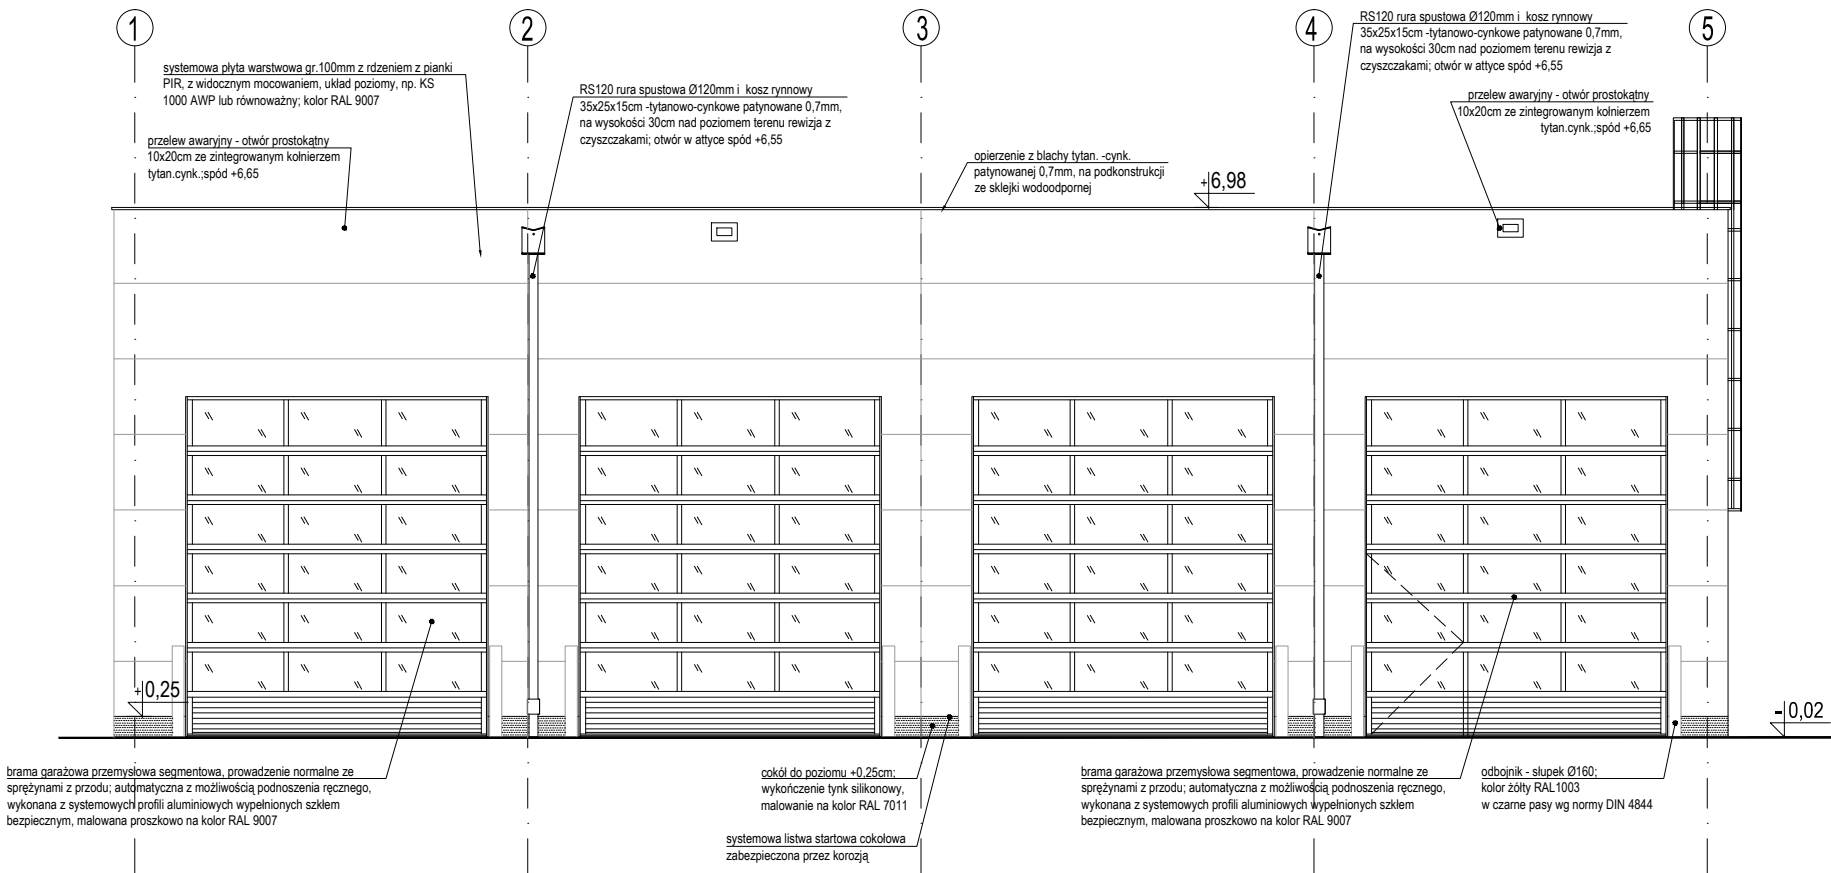 1
2
3
4
5
systemowa płyta warstwowa gr.100mm z rdzeniem z pianki
PIR, z widocznym mocowaniem, układ poziomy, np. KS
1000 AWP lub równoważny; kolor RAL 9007
przelew awaryjny - otwór prostokątny
10x20cm ze zintegrowanym kołnierzem
tytan.cynk.;spód +6,65
RS120 rura spustowa Ø120mm i kosz rynnowy
35x25x15cm -tytanowo-cynkowe patynowane 0,7mm,
na wysokości 30cm nad poziomem terenu rewizja z
czyszczakami; otwór w attyce spód +6,55
opierzenie z blachy tytan. -cynk.
patynowanej 0,7mm, na podkonstrukcji
ze sklejki wodoodpornej
+6,98
RS120 rura spustowa Ø120mm i kosz rynnowy
35x25x15cm -tytanowo-cynkowe patynowane 0,7mm,
na wysokości 30cm nad poziomem terenu rewizja z
czyszczakami; otwór w attyce spód +6,55
przelew awaryjny - otwór prostokątny
10x20cm ze zintegrowanym kołnierzem
tytan.cynk.;spód +6,65
+0,25
-0,02
brama garażowa przemysłowa segmentowa, prowadzenie normalne ze
sprężynami z przodu; automatyczna z możliwością podnoszenia ręcznego,
wykonana z systemowych profili aluminiowych wypełnionych szkłem
bezpiecznym, malowana proszkowo na kolor RAL 9007
cokół do poziomu +0,25cm;
wykończenie tynk silikonowy,
malowanie na kolor RAL 7011
systemowa listwa startowa cokołowa
zabezpieczona przez korozją
brama garażowa przemysłowa segmentowa, prowadzenie normalne ze
sprężynami z przodu; automatyczna z możliwością podnoszenia ręcznego,
wykonana z systemowych profili aluminiowych wypełnionych szkłem
bezpiecznym, malowana proszkowo na kolor RAL 9007
odbojnik - słupek Ø160;
kolor żółty RAL1003
w czarne pasy wg normy DIN 4844